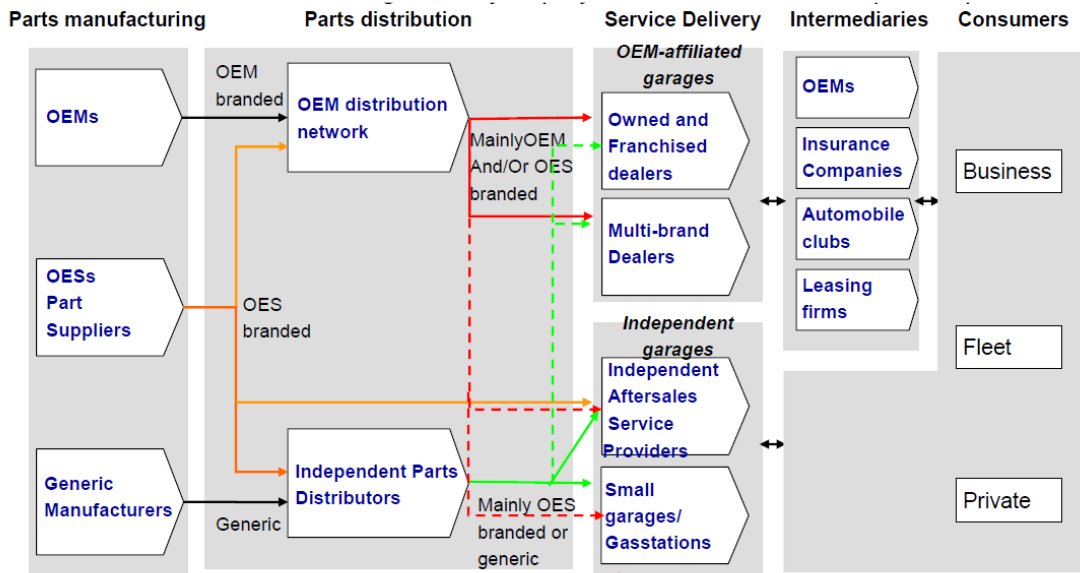 Parts manufacturing
Parts distribution
Service Delivery
Intermediaries
Consumers
OEM-affiliated
garages
OEMs
OEM
branded
OEM distribution
network
MainlyOEM
And/Or OES
branded
Owned and
Franchised
dealers
Multi-brand
Dealers
OEMs
Insurance
Companies
Automobile
clubs
Leasing
firms
Business
OESs
Part
Suppliers
OES
branded
Independent
garages
Independent
Aftersales
Service
Providers
Fleet
Generic
Manufacturers
Generic
Independent Parts
Distributors
Mainly OES
branded or
generic
Small
garages/
Gasstations
Private